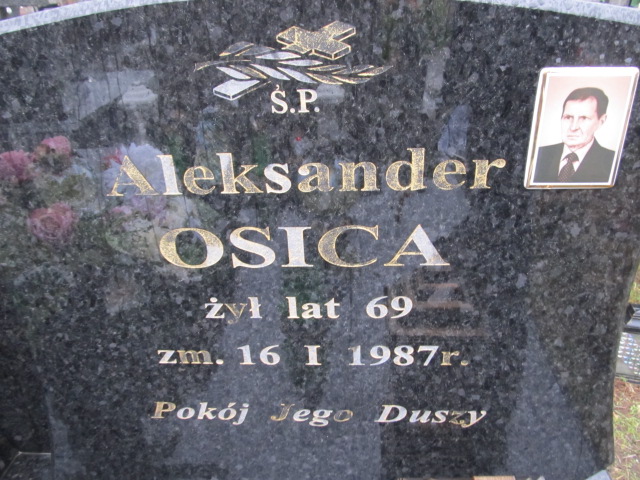 Ś.P.
Aleksander
OSICA
żył lat 69
zm. 16 I 1987r.
Pokój Jego Duszy